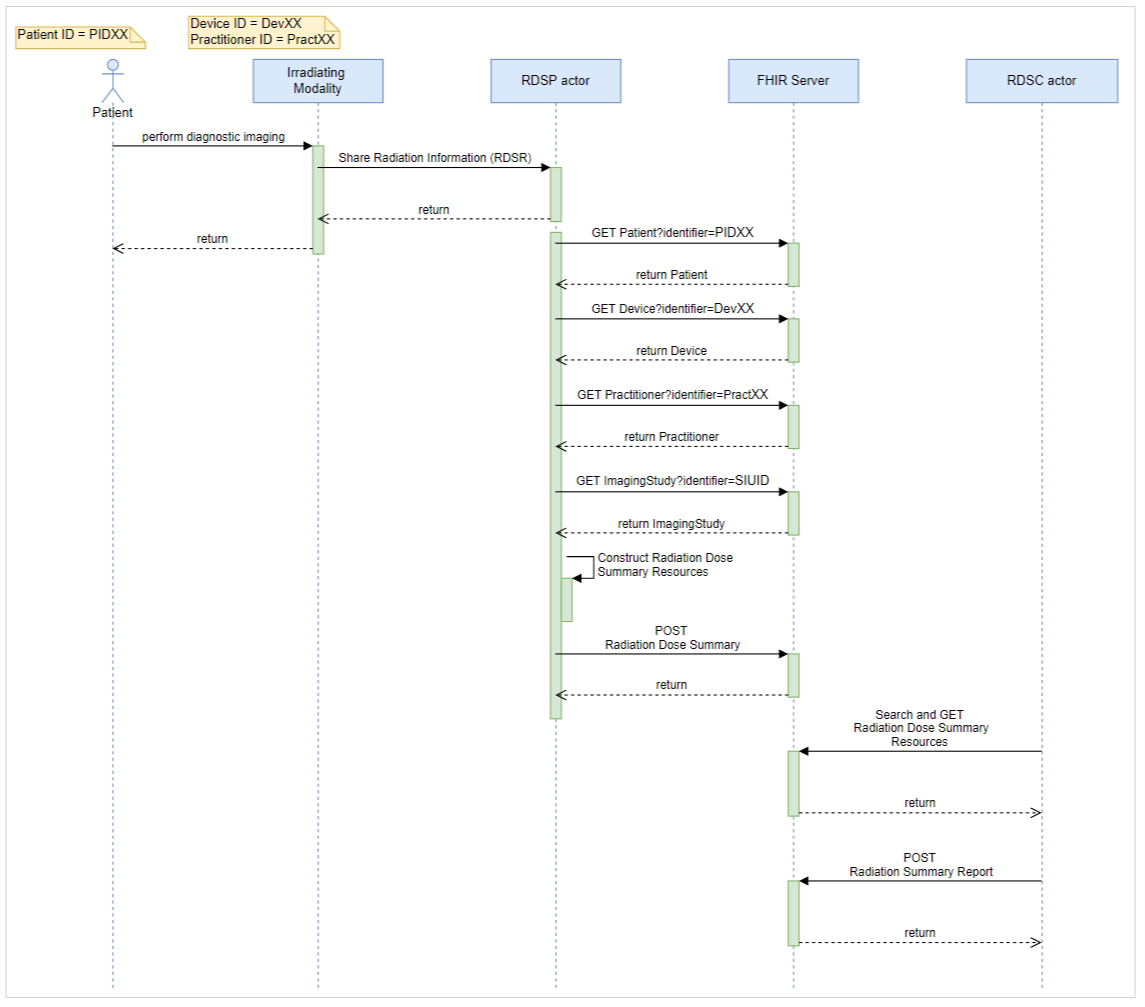 Patient ID = PIDXX
Device ID = DevXX
Practitioner ID = PractXX
Patient
Irradiating
Modality
RDSP actor
FHIR Server
RDSC actor
perform diagnostic imaging
Share Radiation Information (RDSR)
return
return
GET Patient?identifier=PIDXX
return Patient
GET Device?identifier=DevXX
return Device
GET Practitioner?identifier=PractXX
return Practitioner
GET ImagingStudy?identifier=SIUID
return ImagingStudy
Construct Radiation Dose
Summary Resources
POST
Radiation Dose Summary
return
Search and GET
Radiation Dose Summary
Resources
return
POST
Radiation Summary Report
return